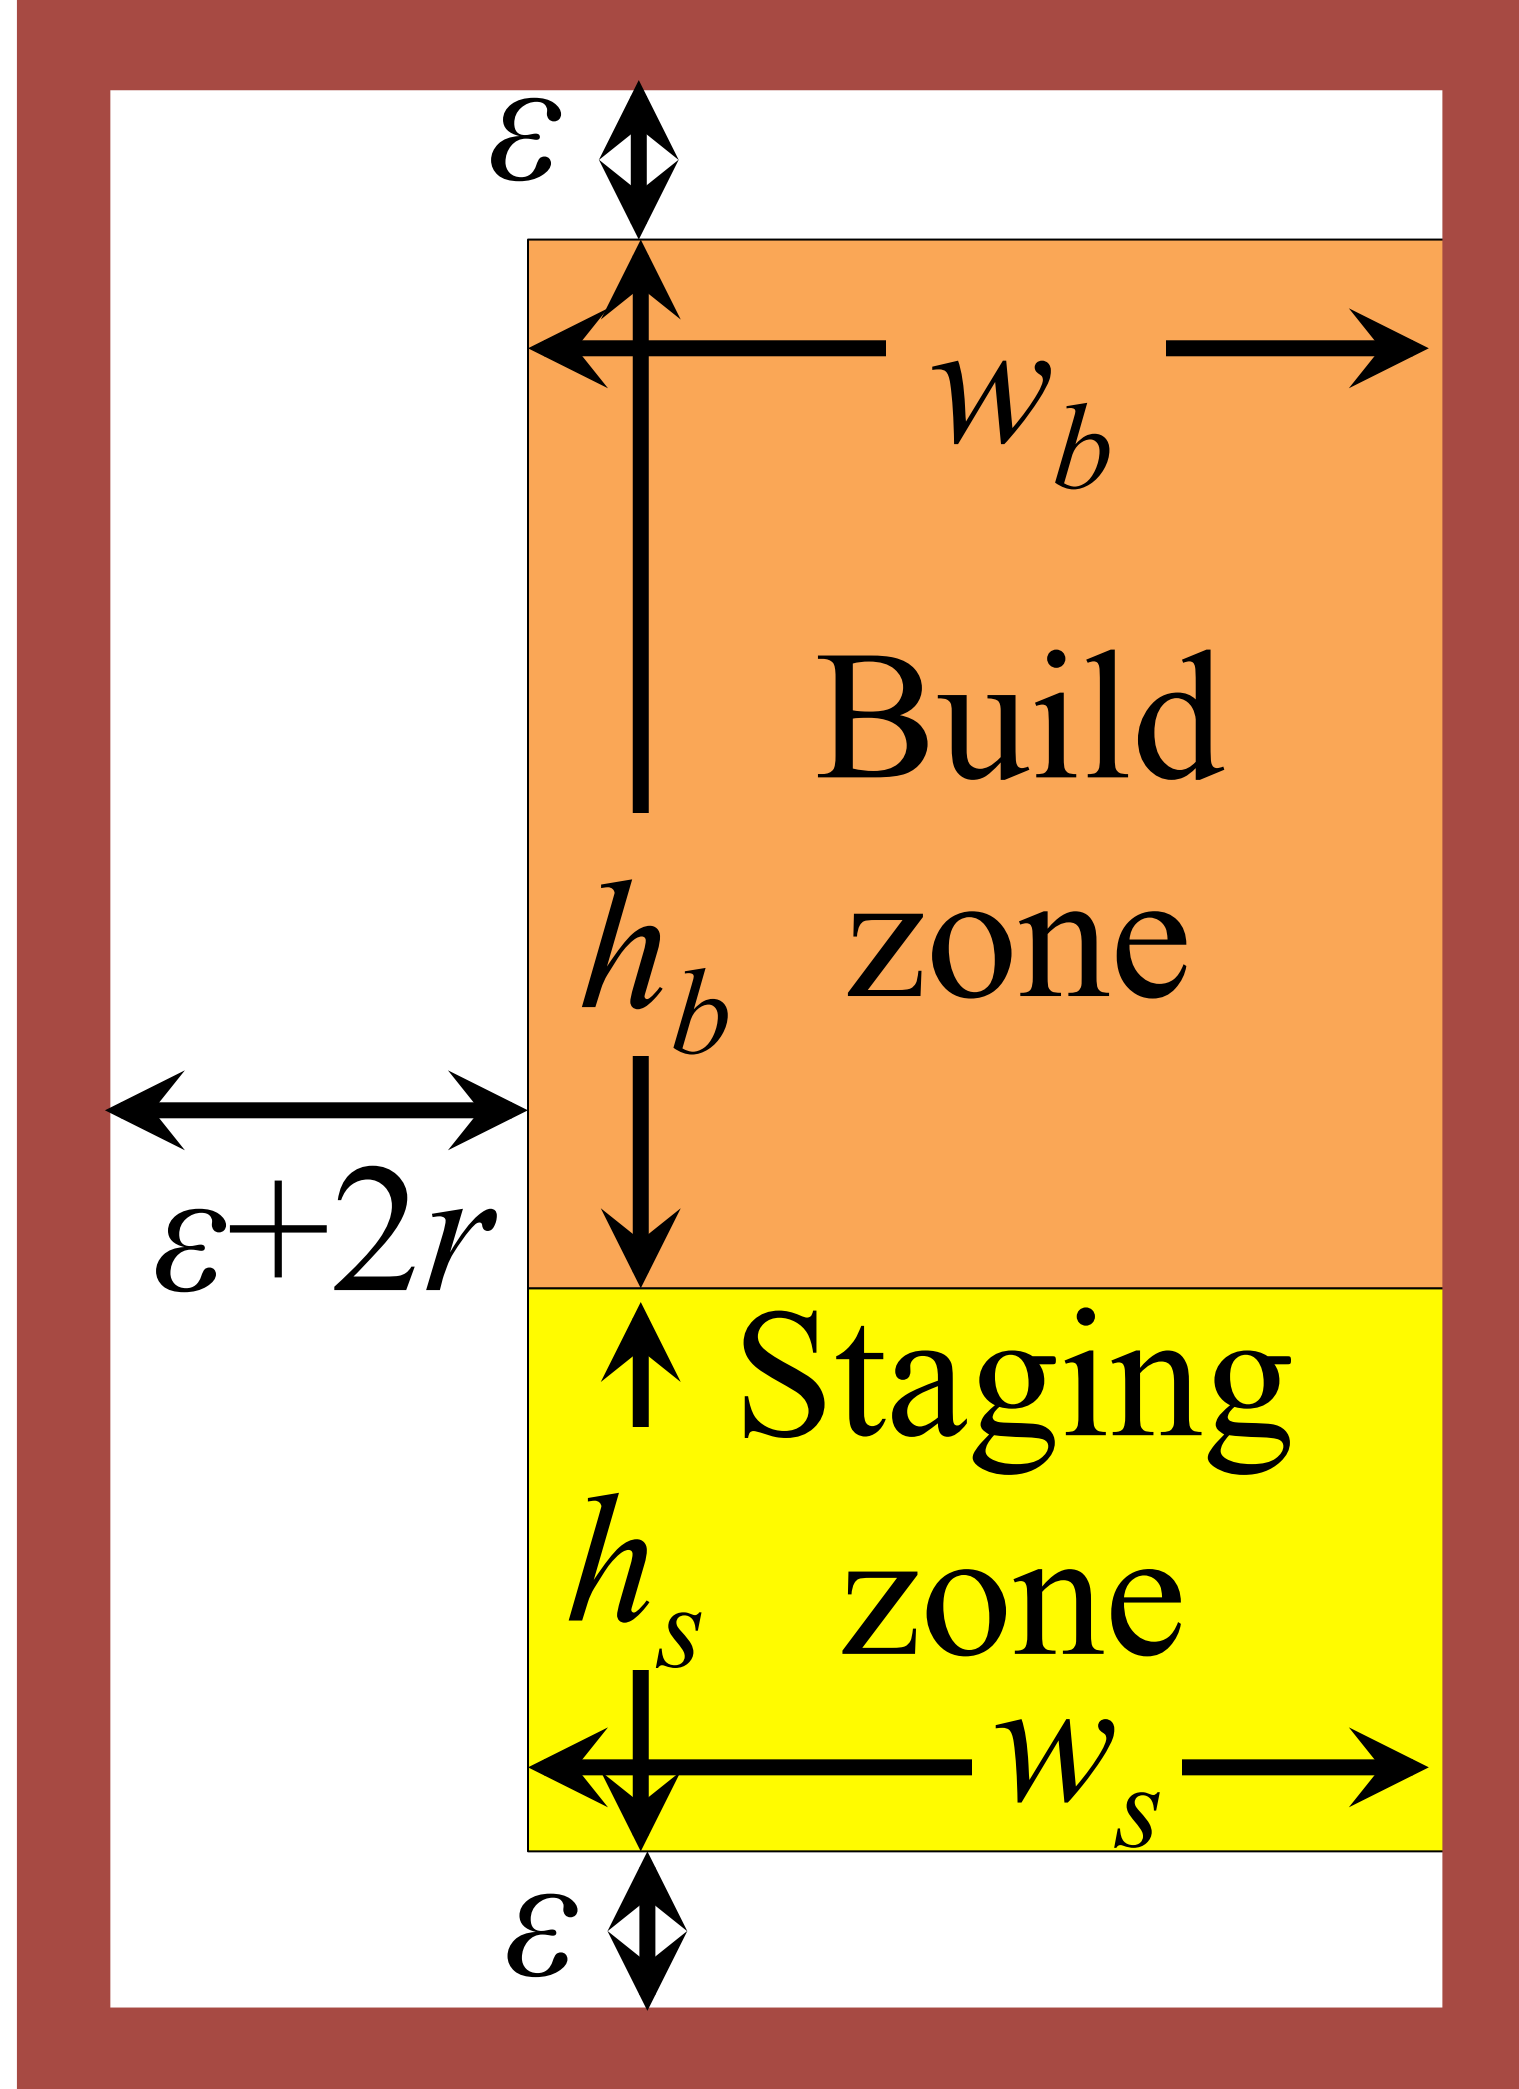 ε
w_b
Build
zone
h_b
ε+2r
Staging
zone
h_s
w_s
ε